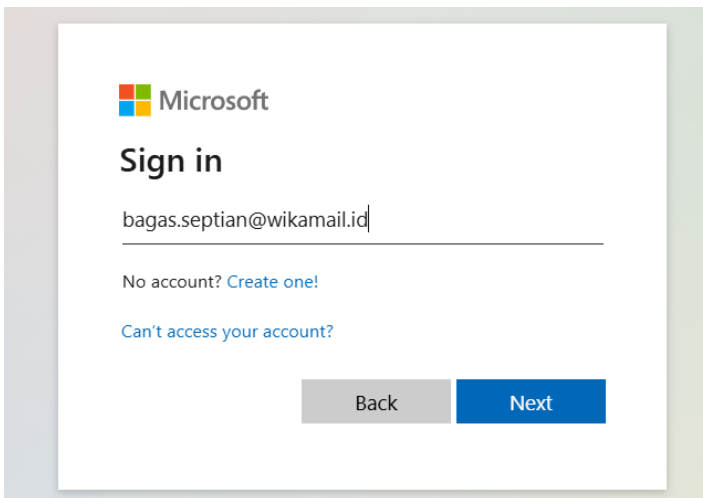 Microsoft
Sign in
bagas.septian@wikamail.id
No account? Create one!
Can't access your account?
Back Next